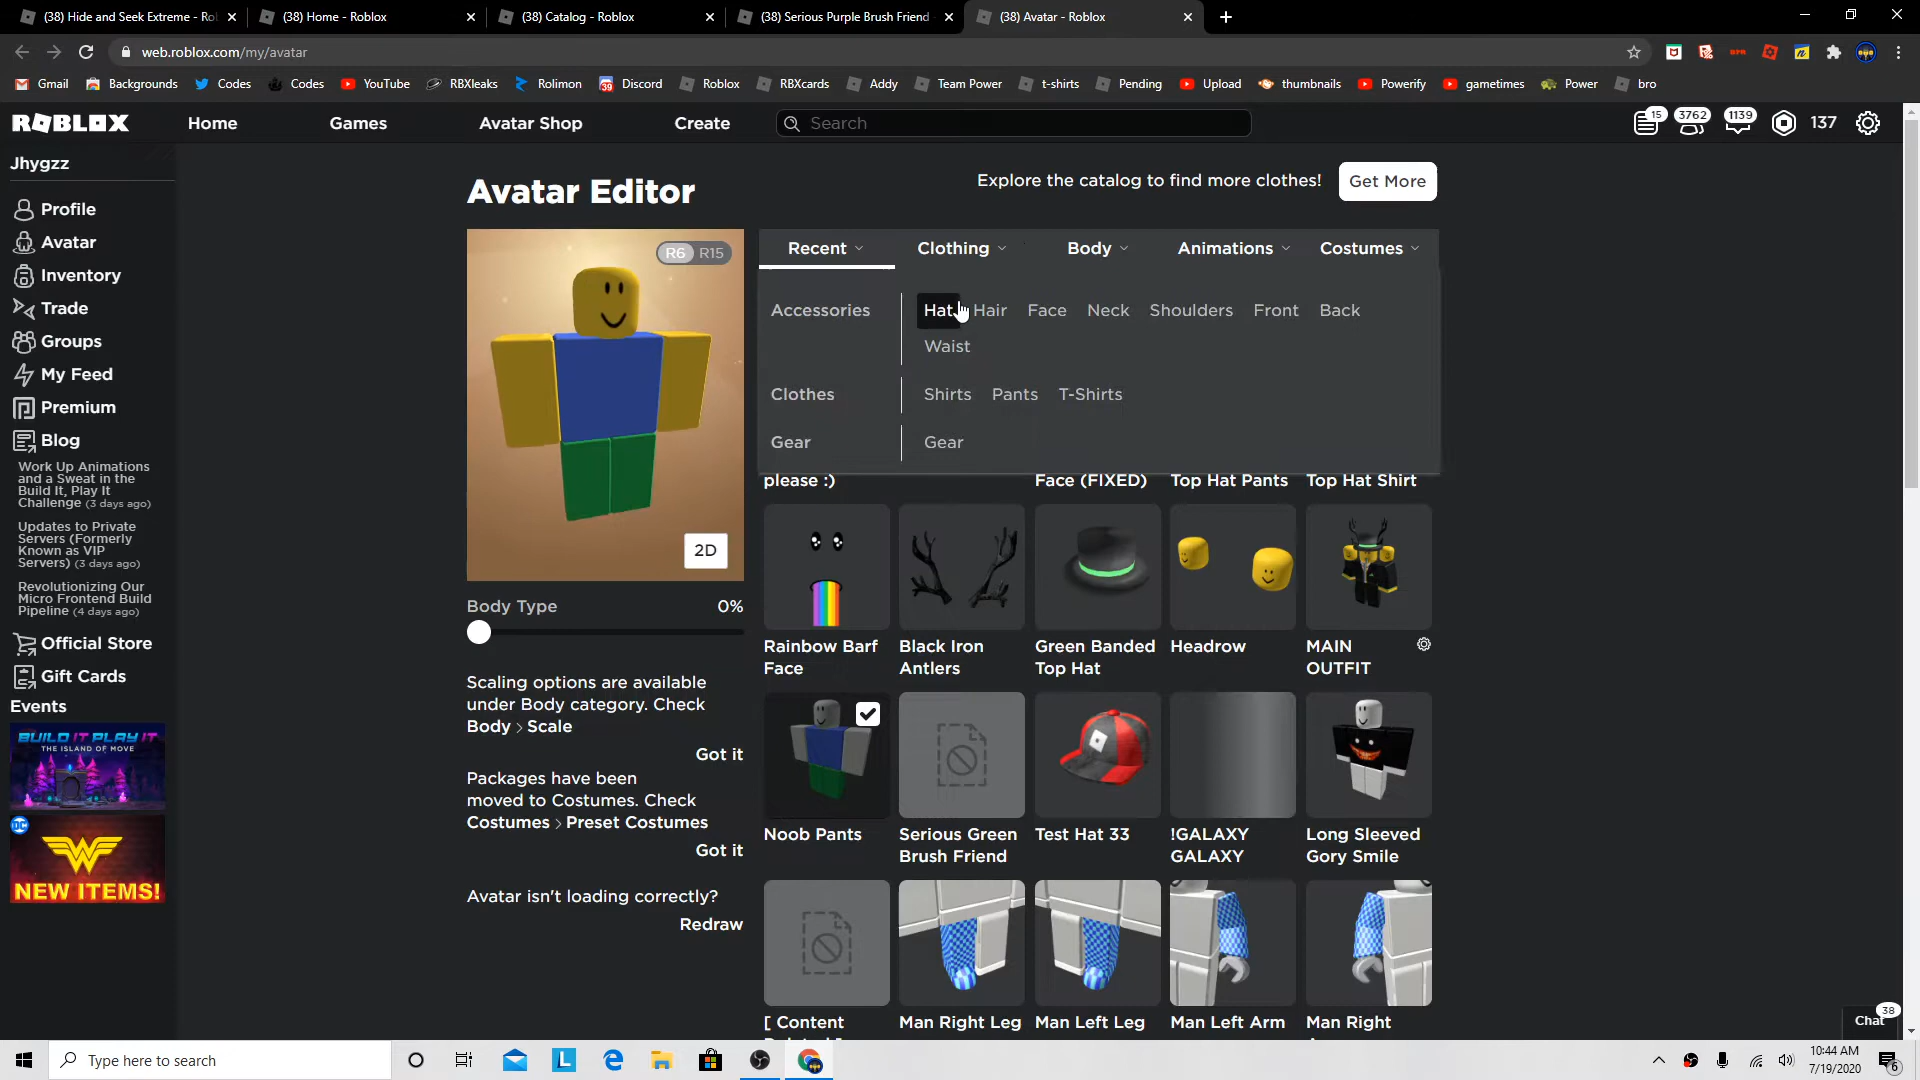 (38) Hide and Seek Extreme - Ro
(38) Home - Roblox
(38) Catalog - Roblox
(38) Serious Purple Brush Friend
(38) Avatar - Roblox
web.roblox.com/my/avatar
Gmail
Backgrounds
Codes
Codes
YouTube
RBXleaks
Rolimon
39
Discord
Roblox
RBXcards
Addy
Team Power
t-shirts
Pending
Upload
thumbnails
Powerify
gametimes
Power
bro
ROBLOX
Home
Games
Avatar Shop
Create
Search
15
3762
1139
137
Jhygzz
Profile
Avatar
Inventory
Trade
Groups
My Feed
Premium
Blog
Work Up Animations
and a Sweat in the
Build It, Play It
Challenge (3 days ago)
Updates to Private
Servers (Formerly
Known as VIP
Servers) (3 days ago)
Revolutionizing Our
Micro Frontend Build
Pipeline (4 days ago)
Official Store
Gift Cards
Events
BUILD IT PLAY IT
THE ISLAND OF MOVE
DC
NEW ITEMS!
Avatar Editor
Explore the catalog to find more clothes!
Get More
R6 R15
2D
Body Type 0%
Scaling options are available
under Body category. Check
Body > Scale
Got it
Packages have been
moved to Costumes. Check
Costumes > Preset Costumes
Got it
Avatar isn't loading correctly?
Redraw
Recent
Clothing
Body
Animations
Costumes
Accessories
Hat Hair Face Neck Shoulders Front Back
Waist
Clothes
Shirts Pants T-Shirts
Gear
Gear
please :)
Face (FIXED)
Top Hat Pants
Top Hat Shirt
Rainbow Barf
Face
Black Iron
Antlers
Green Banded
Top Hat
Headrow
MAIN
OUTFIT
Noob Pants
Serious Green
Brush Friend
Test Hat 33
!GALAXY
GALAXY
Long Sleeved
Gory Smile
[ Content
Man Right Leg
Man Left Leg
Man Left Arm
Man Right
Chat
38
Type here to search
10:44 AM
7/19/2020
6